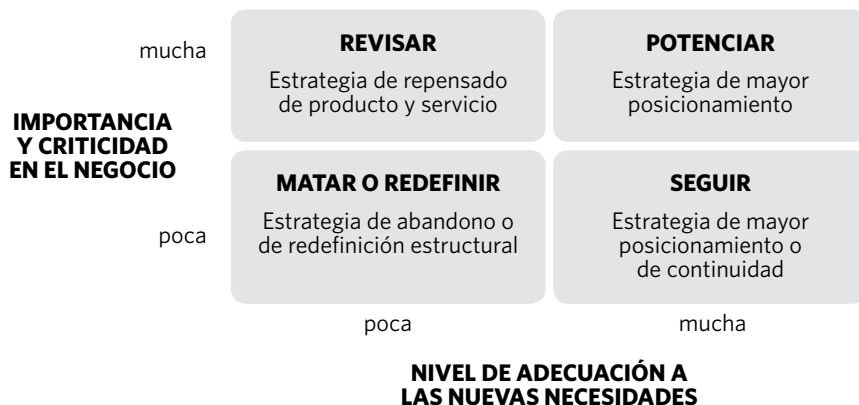 mucha
REVISAR
Estrategia de repensado
de producto y servicio
POTENCIAR
Estrategia de mayor
posicionamiento
IMPORTANCIA
Y CRITICIDAD
EN EL NEGOCIO
poca
MATAR O REDEFINIR
Estrategia de abandono o
de redefinición estructural
SEGUIR
Estrategia de mayor
posicionamiento o
de continuidad
poca
mucha
NIVEL DE ADECUACIÓN A
LAS NUEVAS NECESIDADES